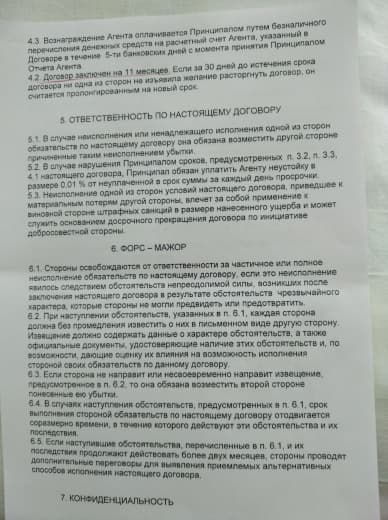 4.3. Вознаграждение Агента оплачивается Принципалом путем безналичного
перечисления денежных средств на расчетный счет Агента, указанный в
Договоре в течение 5-ти банковских дней с момента принятия Принципалом
Отчета Агента.
4.2. Договор заключен на 11 месяцев. Если за 30 дней до истечения срока
договора ни одна из сторон не изъявила желание расторгнуть договор, он
считается пролонгированным на новый срок.
5. ОТВЕТСТВЕННОСТЬ ПО НАСТОЯЩЕМУ ДОГОВОРУ
5.1. В случае неисполнения или ненадлежащего исполнения одной из сторон
обязательств по настоящему договору она обязана возместить другой стороне
причиненные таким неисполнением убытки.
5.2. В случае нарушения Принципалом сроков, предусмотренных п. 3.2, п. 3.3,
4.1 настоящего договора, Принципал обязан уплатить Агенту неустойку в
размере 0.01 % от неуплаченной в срок суммы за каждый день просрочки.
5.3. Неисполнение одной из сторон условий настоящего договора, приведшее к
материальным потерям другой стороны, влечет за собой применение к
виновной стороне штрафных санкций в размере нанесенного ущерба и может
служить основанием досрочного прекращения договора по инициативе
добросовестной стороны.
6. ФОРС – МАЖОР
6.1. Стороны освобождаются от ответственности за частичное или полное
неисполнение обязательств по настоящему договору, если это неисполнение
явилось следствием обстоятельств непреодолимой силы, возникших после
заключения настоящего договора в результате обстоятельств чрезвычайного
характера, которые стороны не могли предвидеть или предотвратить.
6.2. При наступлении обстоятельств, указанных в п. 6.1, каждая сторона
должна без промедления известить о них в письменном виде другую сторону.
Извещение должно содержать данные о характере обстоятельств, а также
официальные документы, удостоверяющие наличие этих обстоятельств и, по
возможности, дающие оценку их влияния на возможность исполнения
стороной своих обязательств по данному договору.
6.3. Если сторона не направит или несвоевременно направит извещение,
предусмотренное в п. 6.2, то она обязана возместить второй стороне
понесенные ею убытки.
6.4. В случаях наступления обстоятельств, предусмотренных в п. 6.1, срок
выполнения стороной обязательств по настоящему договору отодвигается
соразмерно времени, в течение которого действуют эти обстоятельства и их
последствия.
6.5. Если наступившие обстоятельства, перечисленные в п. 6.1, и их
последствия продолжают действовать более двух месяцев, стороны проводят
дополнительные переговоры для выявления приемлемых альтернативных
способов исполнения настоящего договора.
7. КОНФИДЕНЦИАЛЬНОСТЬ